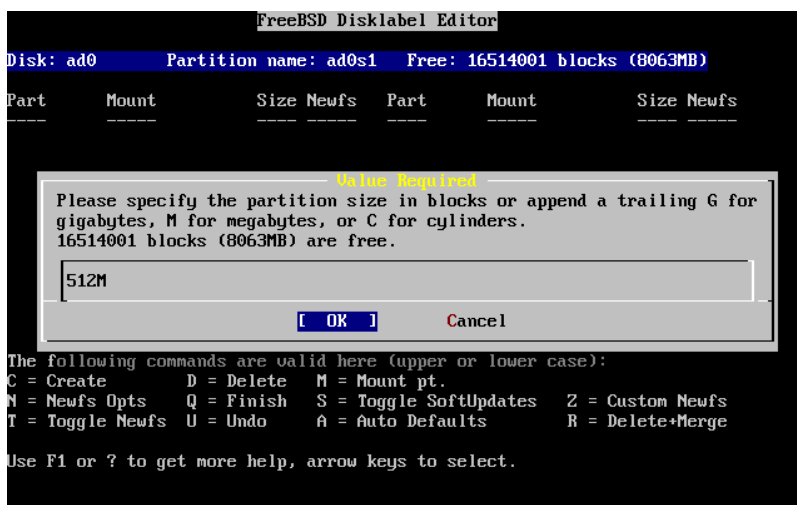 FreeBSD Disklabel Editor
Disk: ad0 Partition name: ad0s1 Free: 16514001 blocks (8063MB)
Part Mount Size Newfs Part Mount Size Newfs
---- ----- ---- ----- ---- ----- ---- -----
Value Required
Please specify the partition size in blocks or append a trailing G for
gigabytes, M for megabytes, or C for cylinders.
16514001 blocks (8063MB) are free.
512M
[ OK ] Cancel
The following commands are valid here (upper or lower case):
C = Create D = Delete M = Mount pt.
N = Newfs Opts Q = Finish S = Toggle SoftUpdates Z = Custom Newfs
T = Toggle Newfs U = Undo A = Auto Defaults R = Delete+Merge
Use F1 or ? to get more help, arrow keys to select.